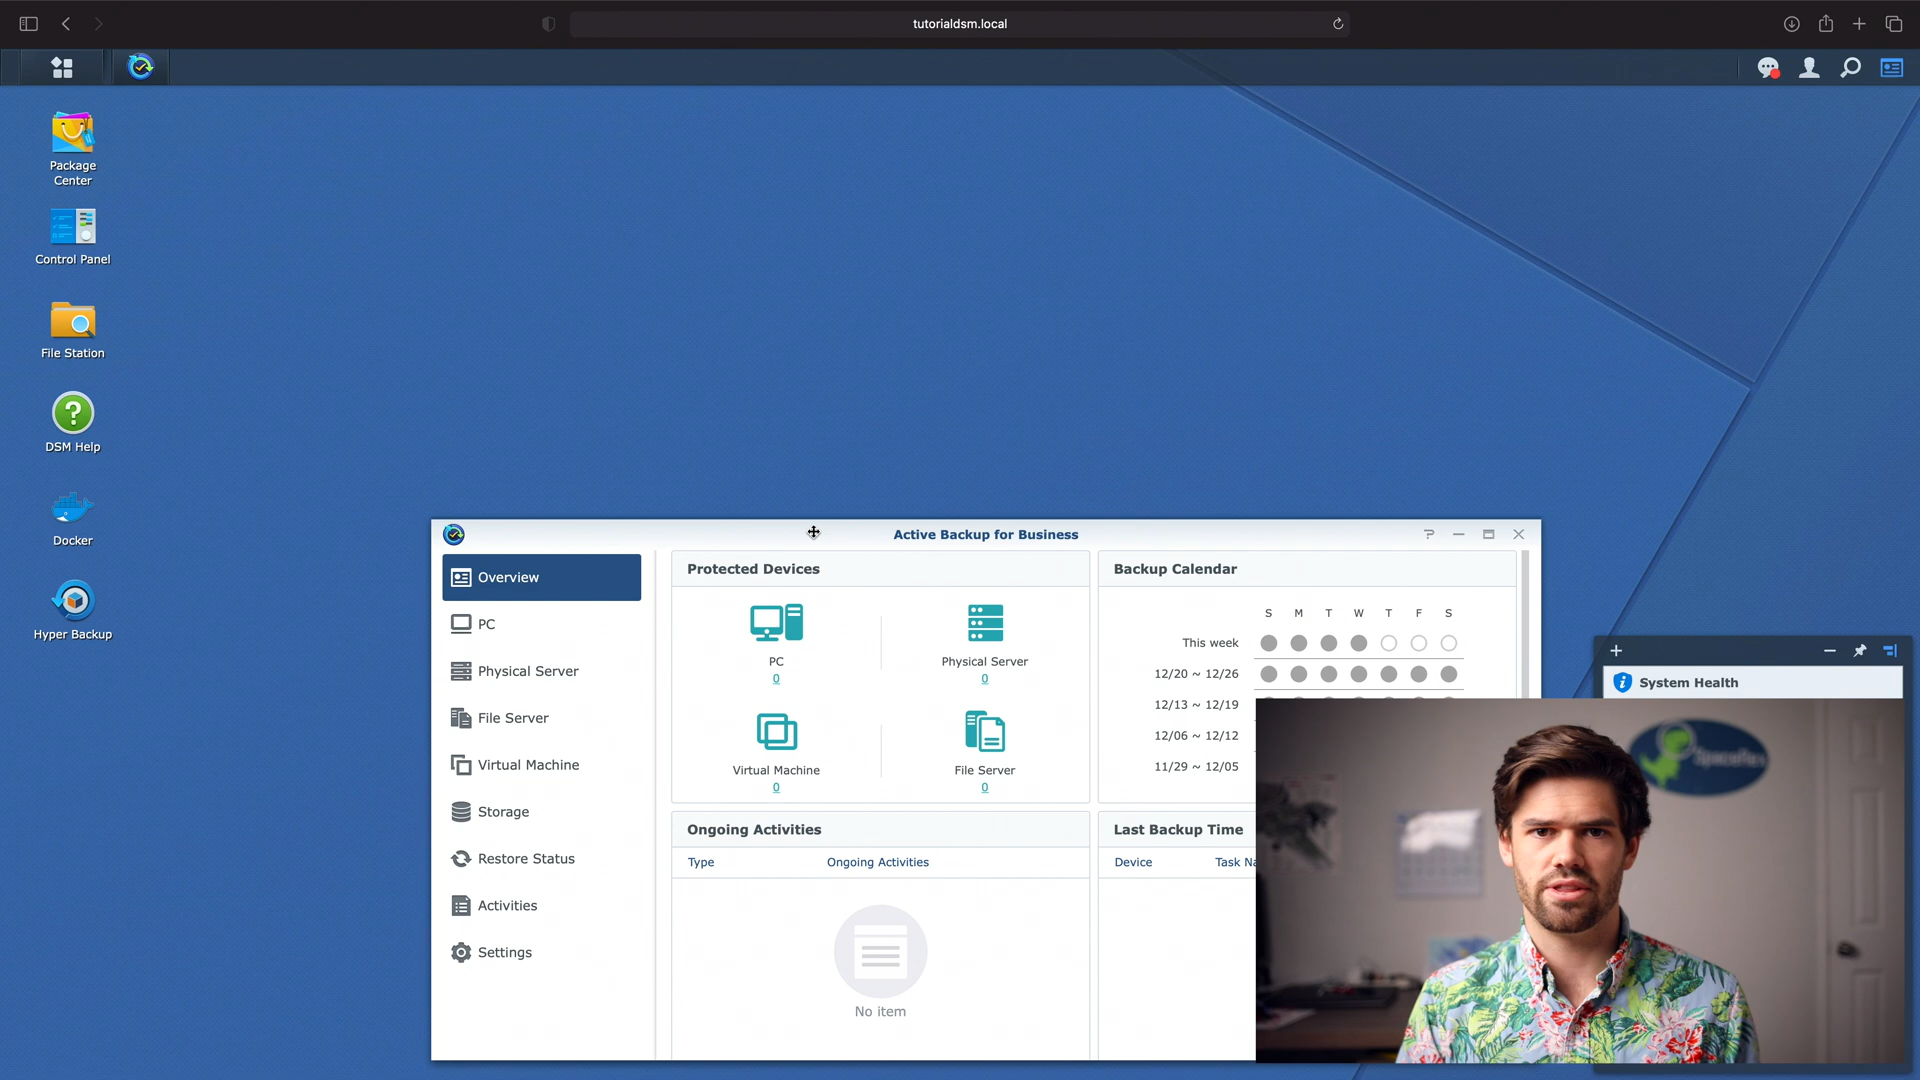 tutorialdsm.local
Package
Center
Control Panel
File Station
DSM Help
Docker
Hyper Backup
Active Backup for Business
Overview
PC
Physical Server
File Server
Virtual Machine
Storage
Restore Status
Activities
Settings
Protected Devices
PC
0
Physical Server
0
Virtual Machine
0
File Server
0
Backup Calendar
S M T W T F S
This week
12/20 ~ 12/26
12/13 ~ 12/19
12/06 ~ 12/12
11/29 ~ 12/05
Ongoing Activities
Type Ongoing Activities
No item
Last Backup Time
Device Task Na
System Health
SpaceRex